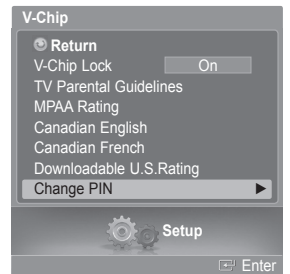 V-Chip
Return
V-Chip Lock On
TV Parental Guidelines
MPAA Rating
Canadian English
Canadian French
Downloadable U.S.Rating
Change PIN
Setup
Enter